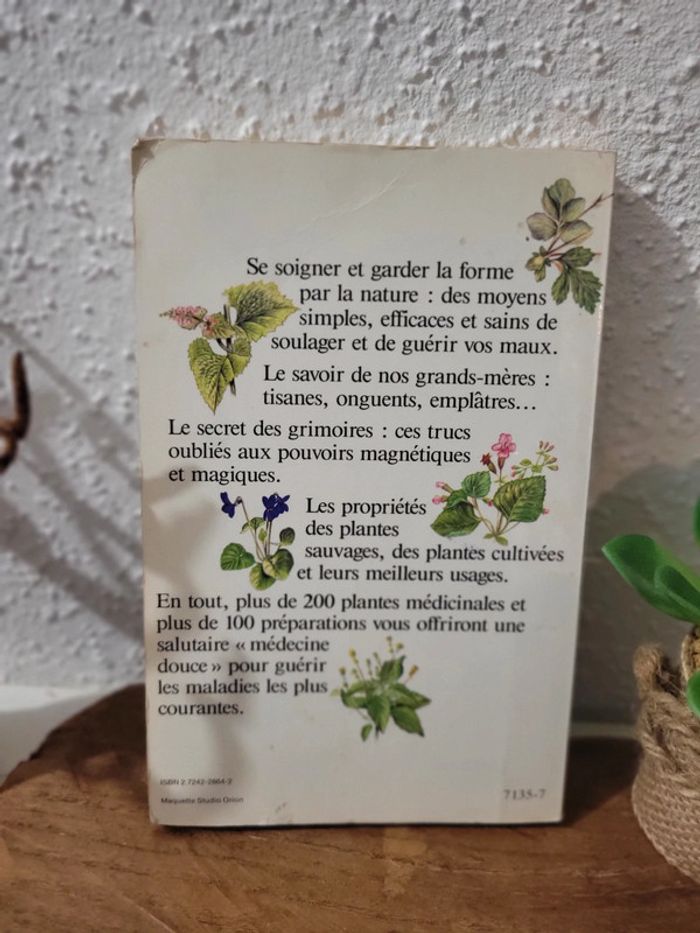 Se soigner et garder la forme
par la nature : des moyens
simples, efficaces et sains de
soulager et de guérir vos maux.
Le savoir de nos grands-mères :
tisanes, onguents, emplâtres...
Le secret des grimoires : ces trucs
oubliés aux pouvoirs magnétiques
et magiques.
Les propriétés
des plantes
sauvages, des plantes cultivées
et leurs meilleurs usages.
En tout, plus de 200 plantes médicinales et
plus de 100 préparations vous offriront une
salutaire « médecine
douce » pour guérir
les maladies les plus
courantes.
ISBN 2.7242-2664-2
Maquette Studio Orion
7135-7